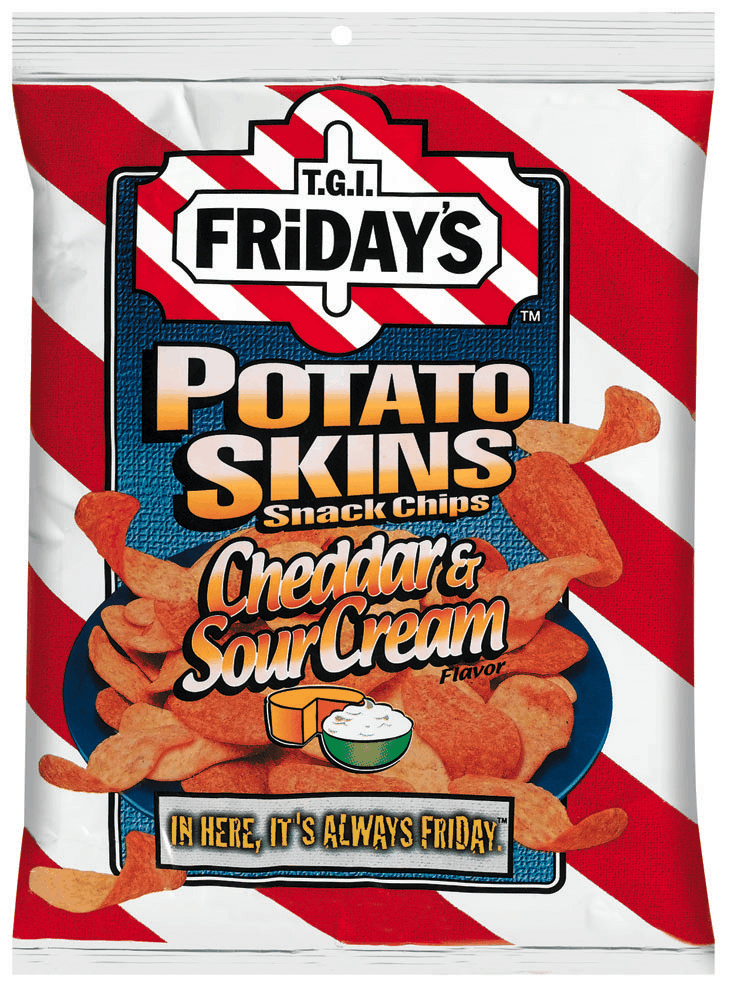 T.G.I.
FRiDAY'S
TM
POTATO
SKINS
Snack Chips
Cheddar &
Sour Cream
Flavor
IN HERE, IT'S ALWAYS FRIDAY.™